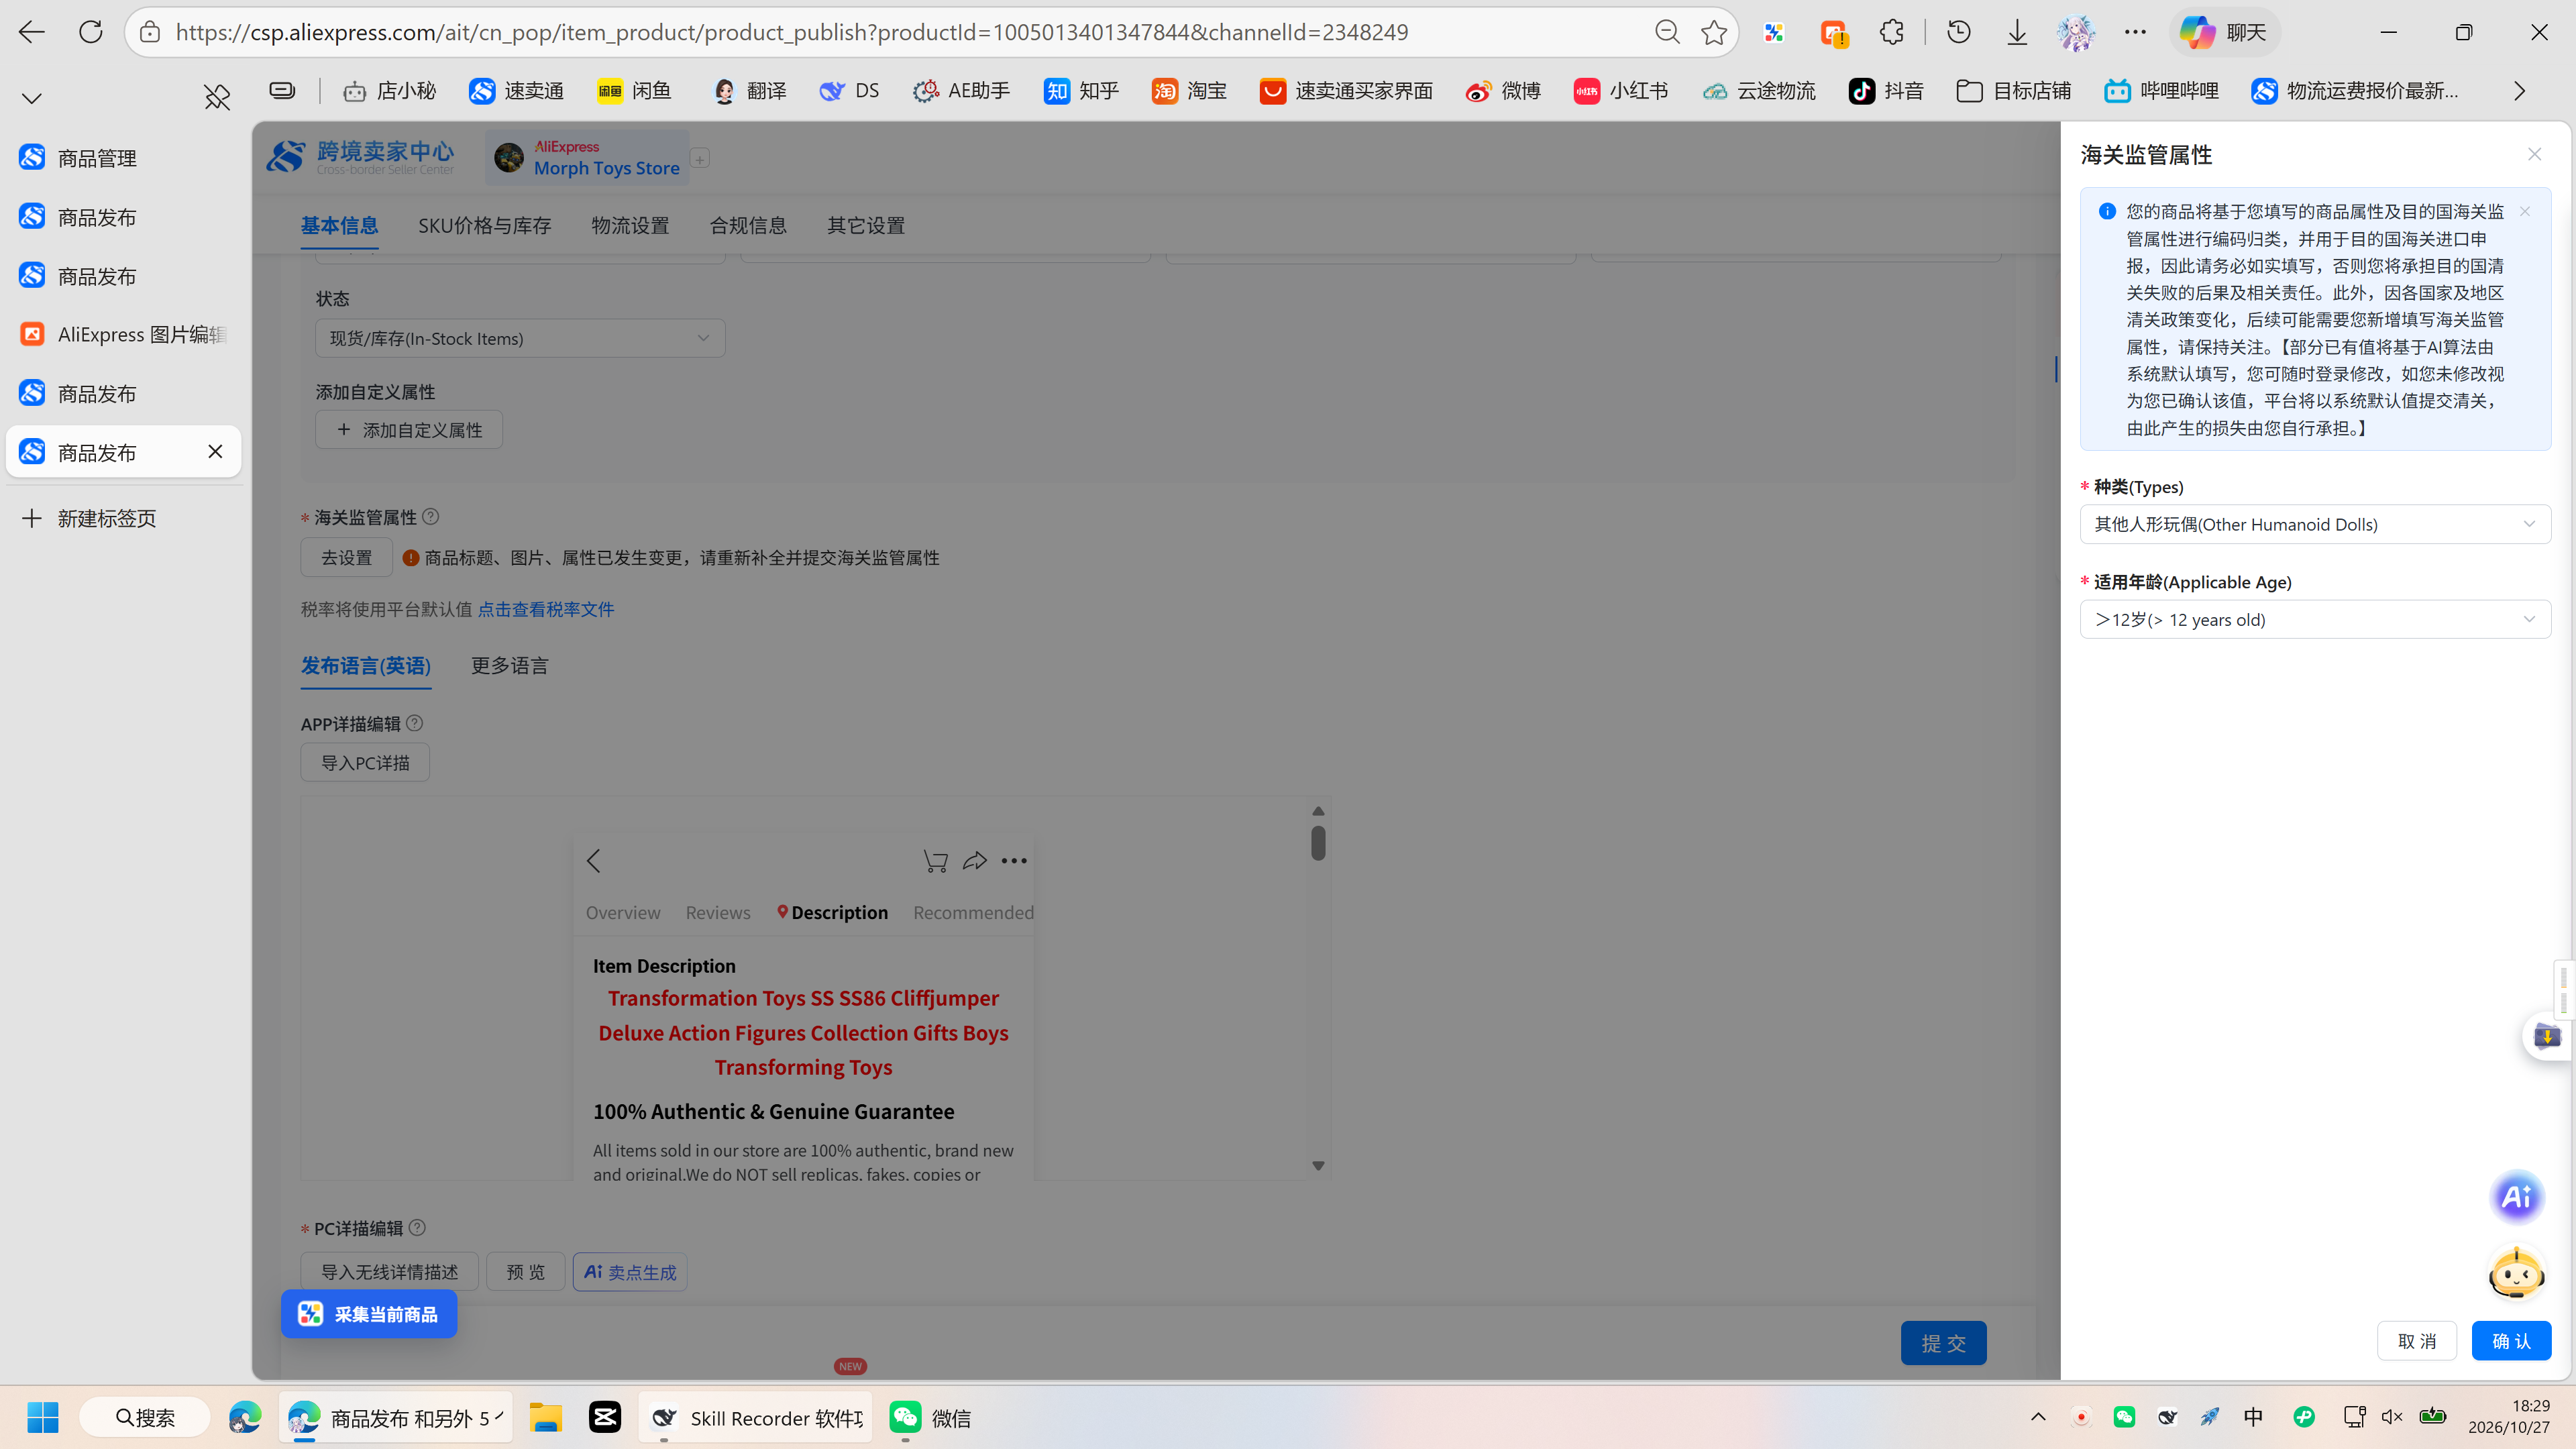 https://csp.aliexpress.com/ait/cn_pop/item_product/product_publish?productId=1005013401347844&channelId=2348249
聊天
店小秘
速卖通
闲鱼
翻译
DS
AE助手
知乎
淘宝
速卖通买家界面
微博
小红书
云途物流
抖音
目标店铺
哔哩哔哩
物流运费报价最新...
商品管理
商品发布
商品发布
AliExpress 图片编辑
商品发布
商品发布
新建标签页
跨境卖家中心
Cross-border Seller Center
AliExpress
Morph Toys Store
基本信息
SKU价格与库存
物流设置
合规信息
其它设置
状态
现货/库存(In-Stock Items)
添加自定义属性
+ 添加自定义属性
* 海关监管属性
去设置
商品标题、图片、属性已发生变更，请重新补全并提交海关监管属性
税率将使用平台默认值 点击查看税率文件
发布语言(英语)
更多语言
APP详描编辑
导入PC详描
Overview
Reviews
Description
Recommended
Item Description
Transformation Toys SS SS86 Cliffjumper
Deluxe Action Figures Collection Gifts Boys
Transforming Toys
100% Authentic & Genuine Guarantee
All items sold in our store are 100% authentic, brand new
and original.We do NOT sell replicas, fakes, copies or
* PC详描编辑
导入无线详情描述
预 览
Ai 卖点生成
采集当前商品
提 交
NEW
海关监管属性
您的商品将基于您填写的商品属性及目的国海关监
管属性进行编码归类，并用于目的国海关进口申
报，因此请务必如实填写，否则您将承担目的国清
关失败的后果及相关责任。此外，因各国家及地区
清关政策变化，后续可能需要您新增填写海关监管
属性，请保持关注。【部分已有值将基于AI算法由
系统默认填写，您可随时登录修改，如您未修改视
为您已确认该值，平台将以系统默认值提交清关，
由此产生的损失由您自行承担。】
* 种类(Types)
其他人形玩偶(Other Humanoid Dolls)
* 适用年龄(Applicable Age)
＞12岁(> 12 years old)
Ai
取 消
确 认
搜索
商品发布 和另外 5 个
Skill Recorder 软件功
微信
中
18:29
2026/10/27